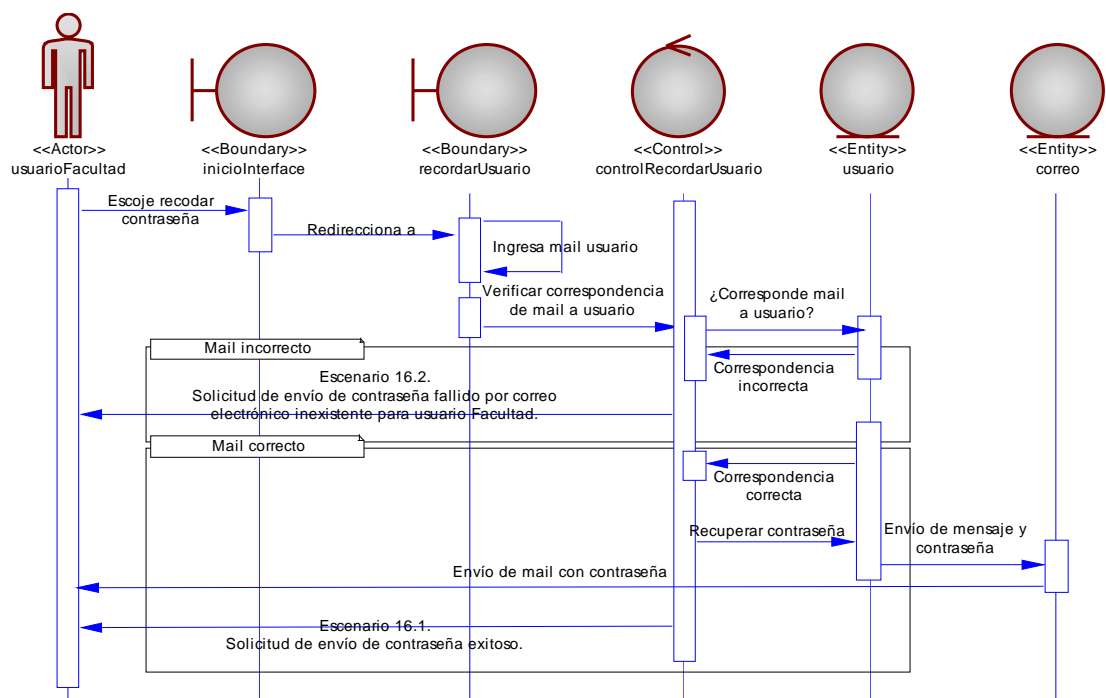 <<Actor>>
usuarioFacultad
<<Boundary>>
inicioInterface
<<Boundary>>
recordarUsuario
<<Control>>
controlRecordarUsuario
<<Entity>>
usuario
<<Entity>>
correo
Escoje recodar
contraseña
Redirecciona a
Ingresa mail usuario
Verificar correspondencia
de mail a usuario
¿Corresponde mail
a usuario?
Mail incorrecto
Correspondencia
incorrecta
Escenario 16.2.
Solicitud de envío de contraseña fallido por correo
electrónico inexistente para usuario Facultad.
Mail correcto
Correspondencia
correcta
Recuperar contraseña
Envío de mensaje y
contraseña
Envío de mail con contraseña
Escenario 16.1.
Solicitud de envío de contraseña exitoso.